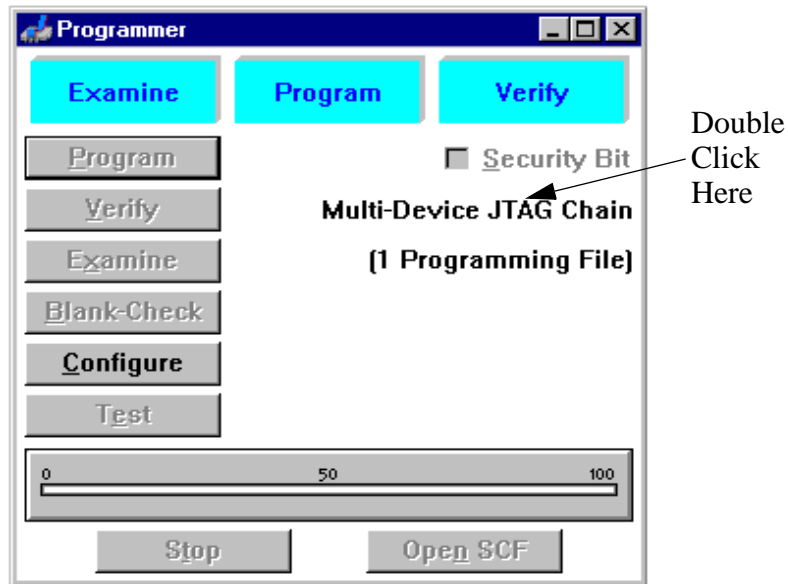 Programmer
Examine Program Verify
Program
Security Bit
Verify
Multi-Device JTAG Chain
Examine
(1 Programming File)
Blank-Check
Configure
Test
0 50 100
Stop Open SCF
Double
Click
Here